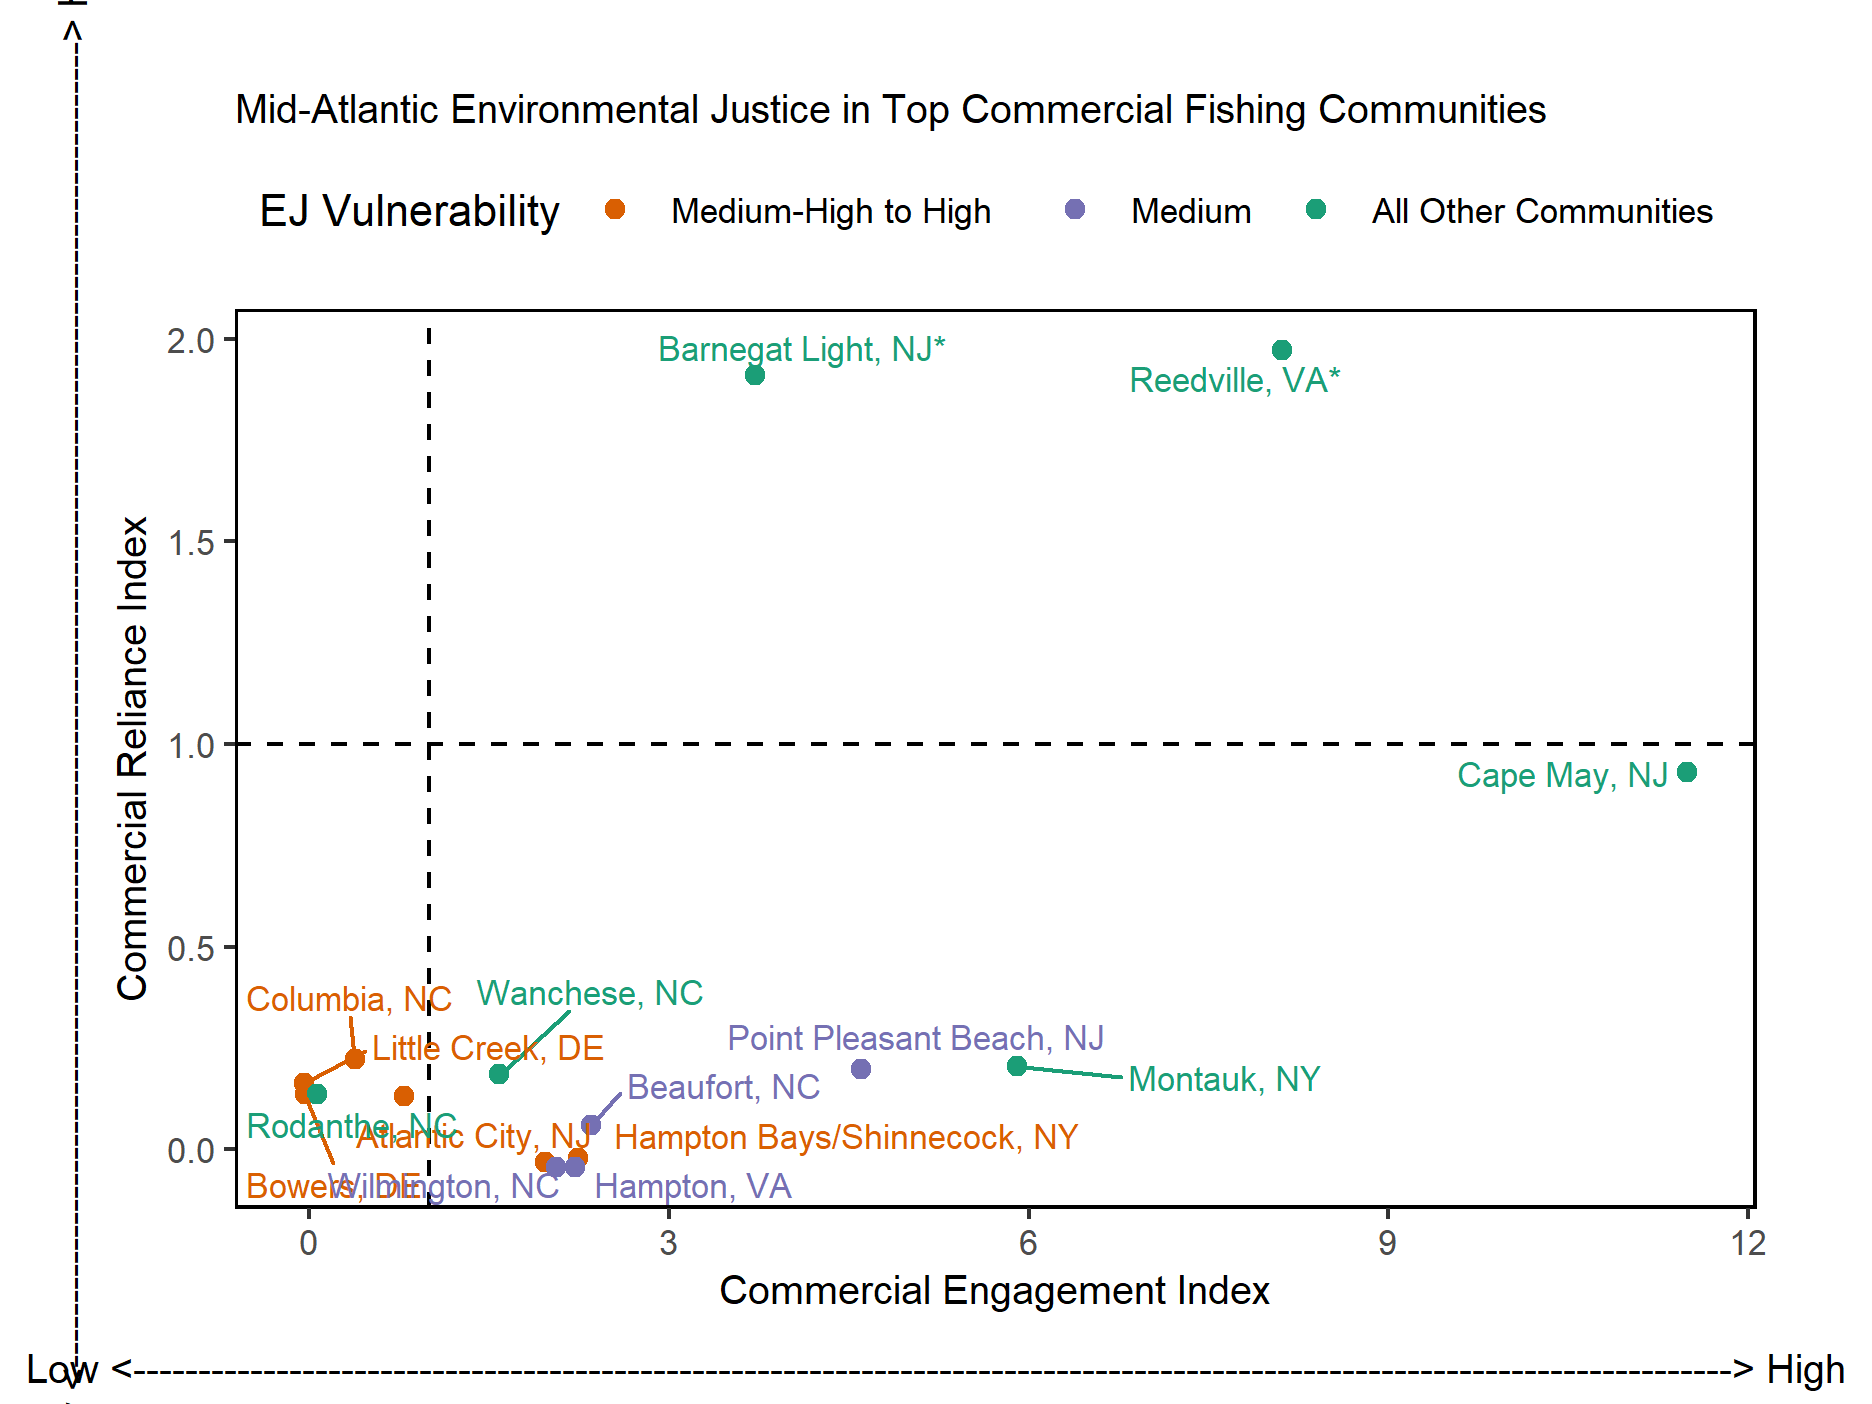 Mid-Atlantic Environmental Justice in Top Commercial Fishing Communities
EJ Vulnerability Medium-High to High Medium All Other Communities
Commercial Reliance Index
2.0
1.5
1.0
0.5
0.0
Barnegat Light, NJ*
Reedville, VA*
Cape May, NJ
Columbia, NC
Wanchese, NC
Little Creek, DE
Point Pleasant Beach, NJ
Montauk, NY
Beaufort, NC
Rodanthe, NC
Atlantic City, NJ
Hampton Bays/Shinnecock, NY
Bowers, DE
Wilmington, NC
Hampton, VA
0 3 6 9 12
Commercial Engagement Index
Low <--------------------------------------------------------------------------------------------------------------------------> High